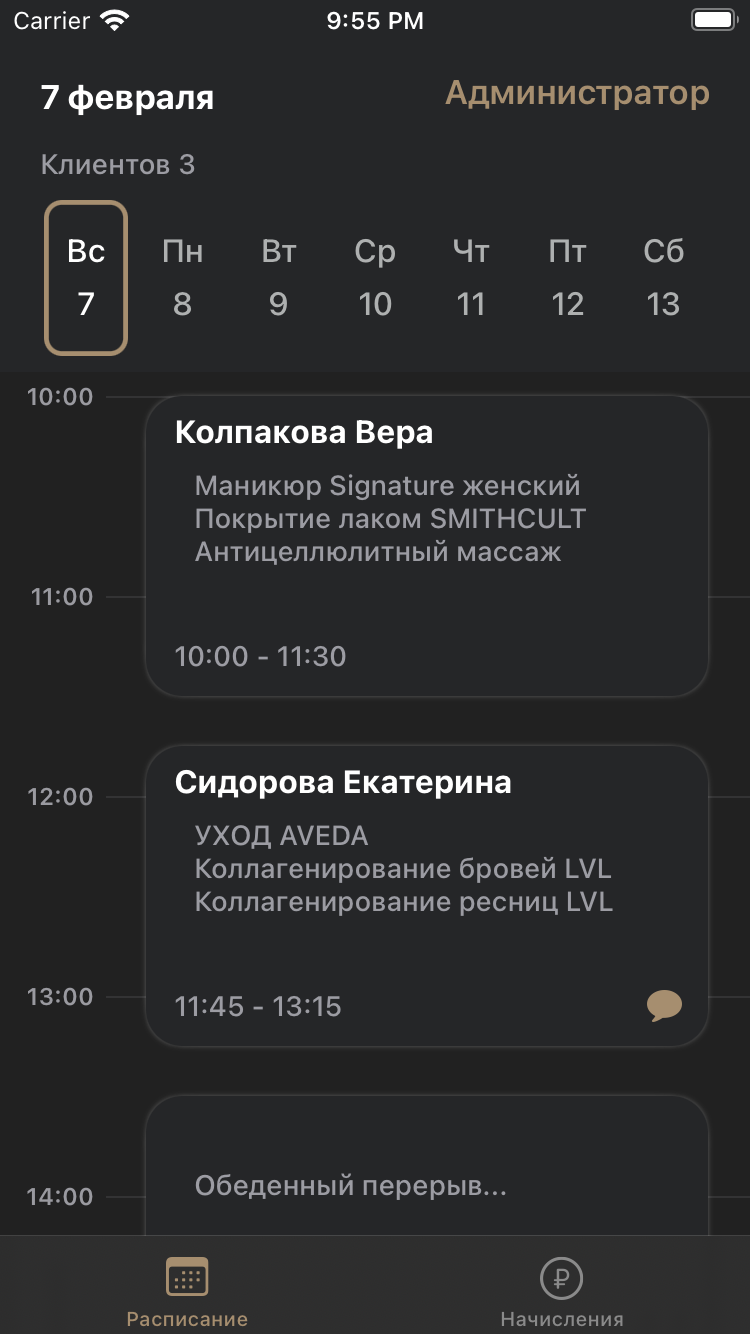 Carrier 9:55 PM
7 февраля Администратор
Клиентов 3
Вс Пн Вт Ср Чт Пт Сб
7 8 9 10 11 12 13
10:00
Колпакова Вера
Маникюр Signature женский
Покрытие лаком SMITHCULT
Антицеллюлитный массаж
11:00
10:00 - 11:30
Сидорова Екатерина
12:00
УХОД AVEDA
Коллагенирование бровей LVL
Коллагенирование ресниц LVL
13:00
11:45 - 13:15
Обеденный перерыв...
14:00
Расписание Начисления